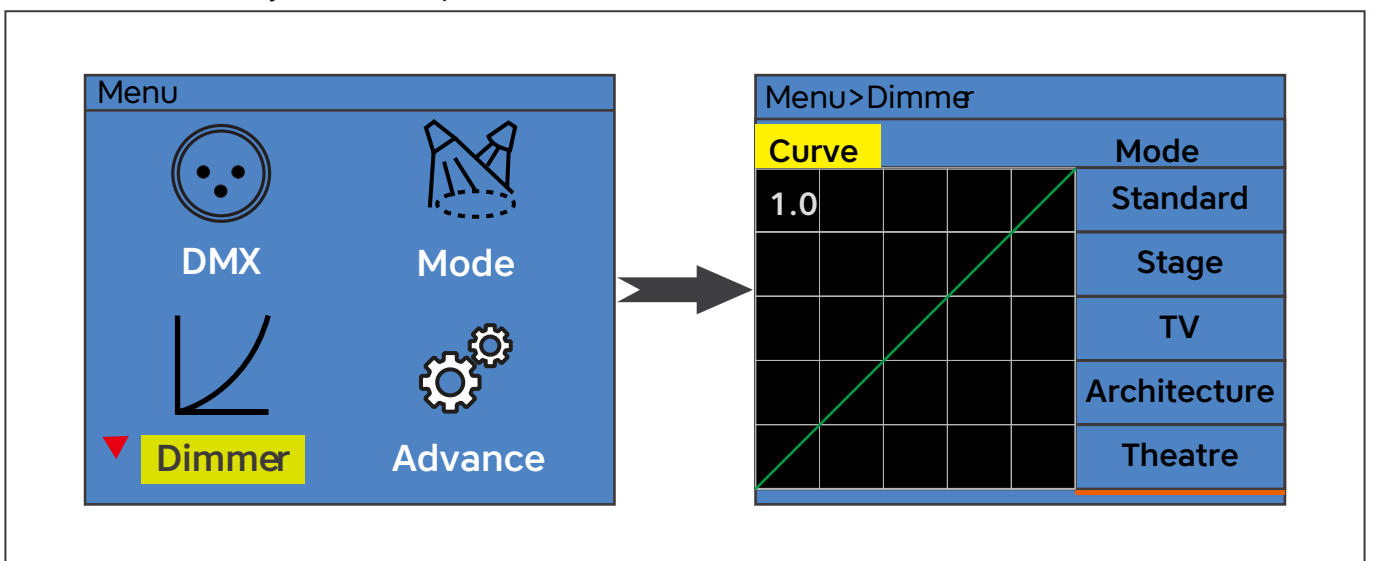 Menu
DMX
Mode
Dimmer
Advance
Menu>Dimmer
Curve
Mode
1.0
Standard
Stage
TV
Architecture
Theatre